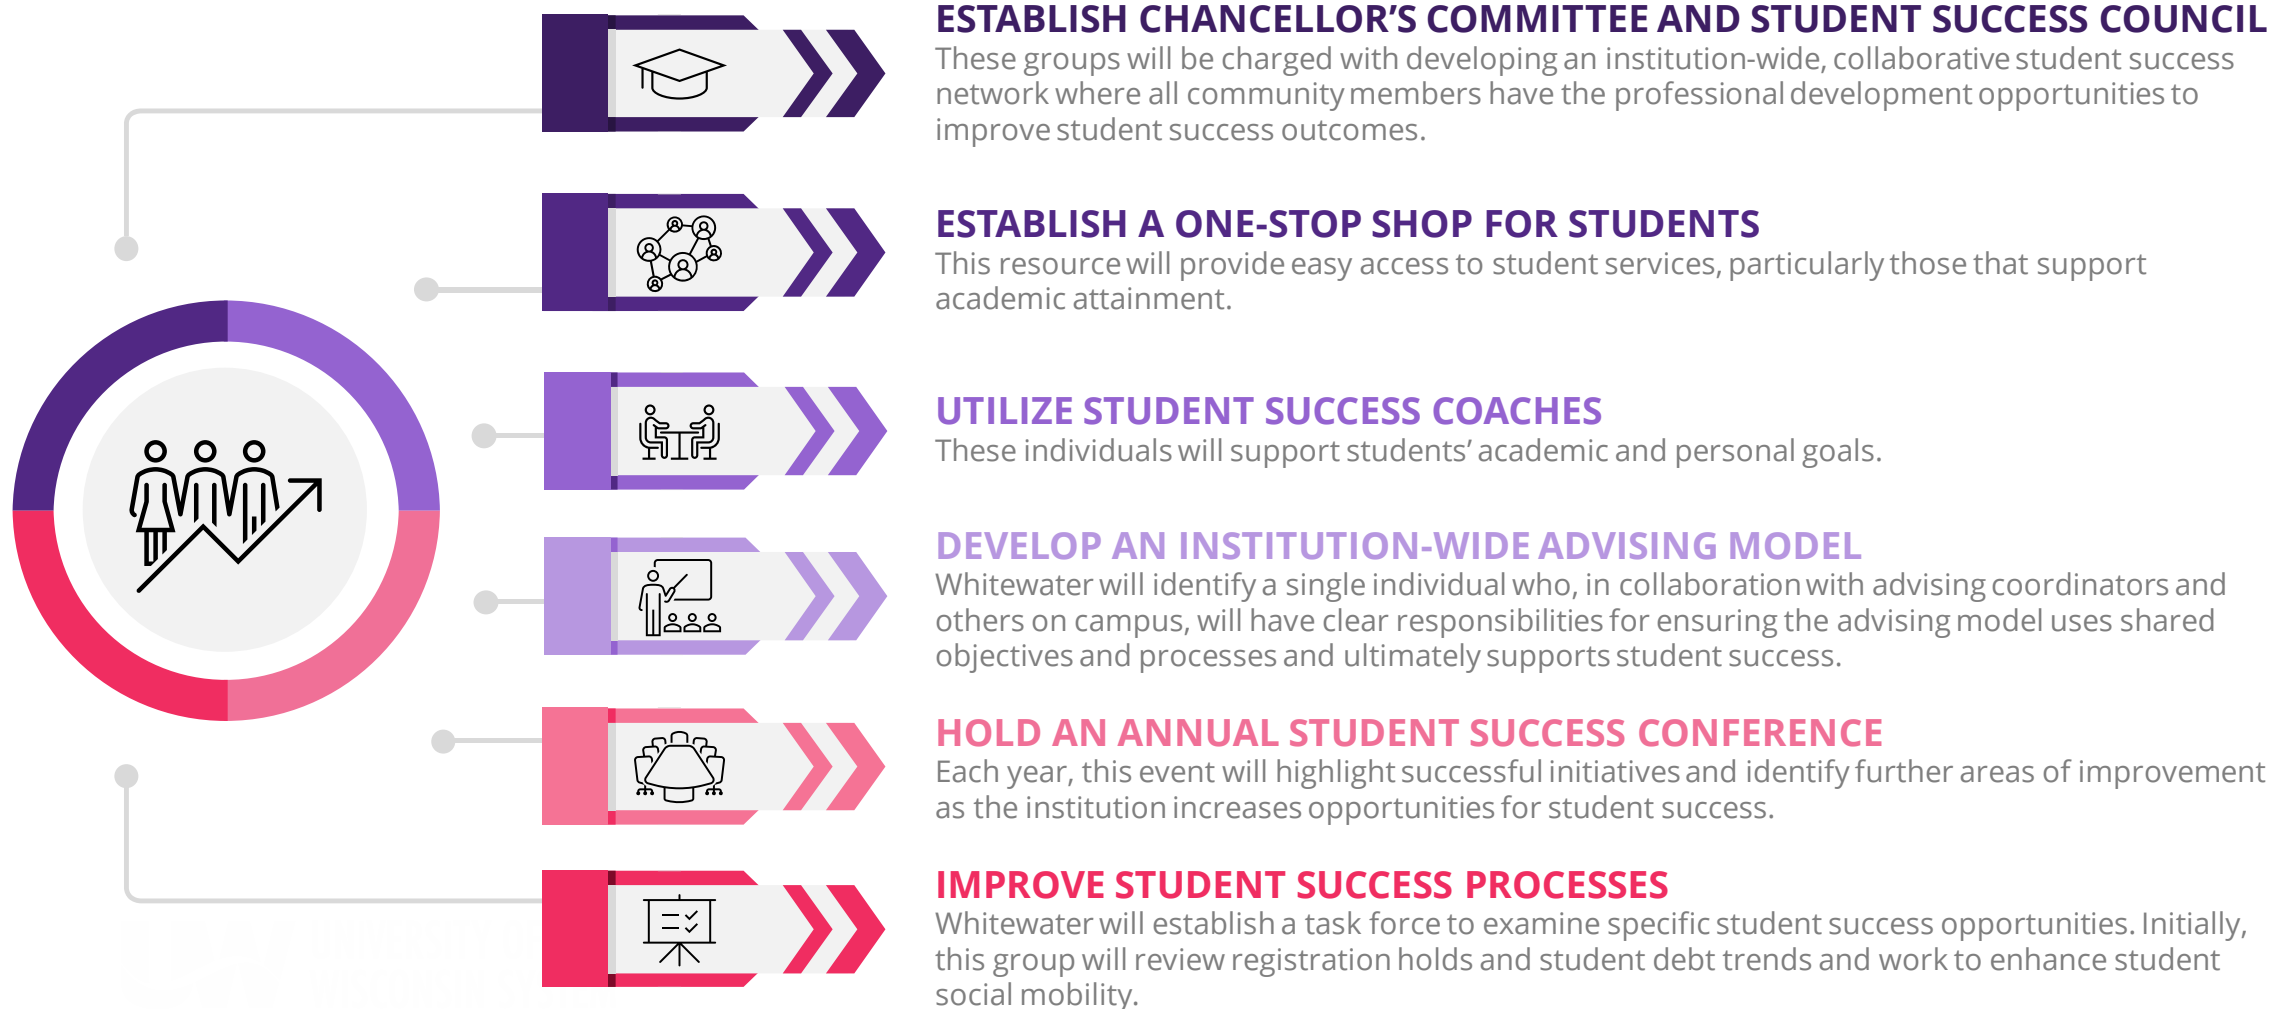 ESTABLISH CHANCELLOR’S COMMITTEE AND STUDENT SUCCESS COUNCIL
These groups will be charged with developing an institution-wide, collaborative student success
network where all community members have the professional development opportunities to
improve student success outcomes.
ESTABLISH A ONE-STOP SHOP FOR STUDENTS
This resource will provide easy access to student services, particularly those that support
academic attainment.
UTILIZE STUDENT SUCCESS COACHES
These individuals will support students’ academic and personal goals.
DEVELOP AN INSTITUTION-WIDE ADVISING MODEL
Whitewater will identify a single individual who, in collaboration with advising coordinators and
others on campus, will have clear responsibilities for ensuring the advising model uses shared
objectives and processes and ultimately supports student success.
HOLD AN ANNUAL STUDENT SUCCESS CONFERENCE
Each year, this event will highlight successful initiatives and identify further areas of improvement
as the institution increases opportunities for student success.
IMPROVE STUDENT SUCCESS PROCESSES
Whitewater will establish a task force to examine specific student success opportunities. Initially,
this group will review registration holds and student debt trends and work to enhance student
social mobility.